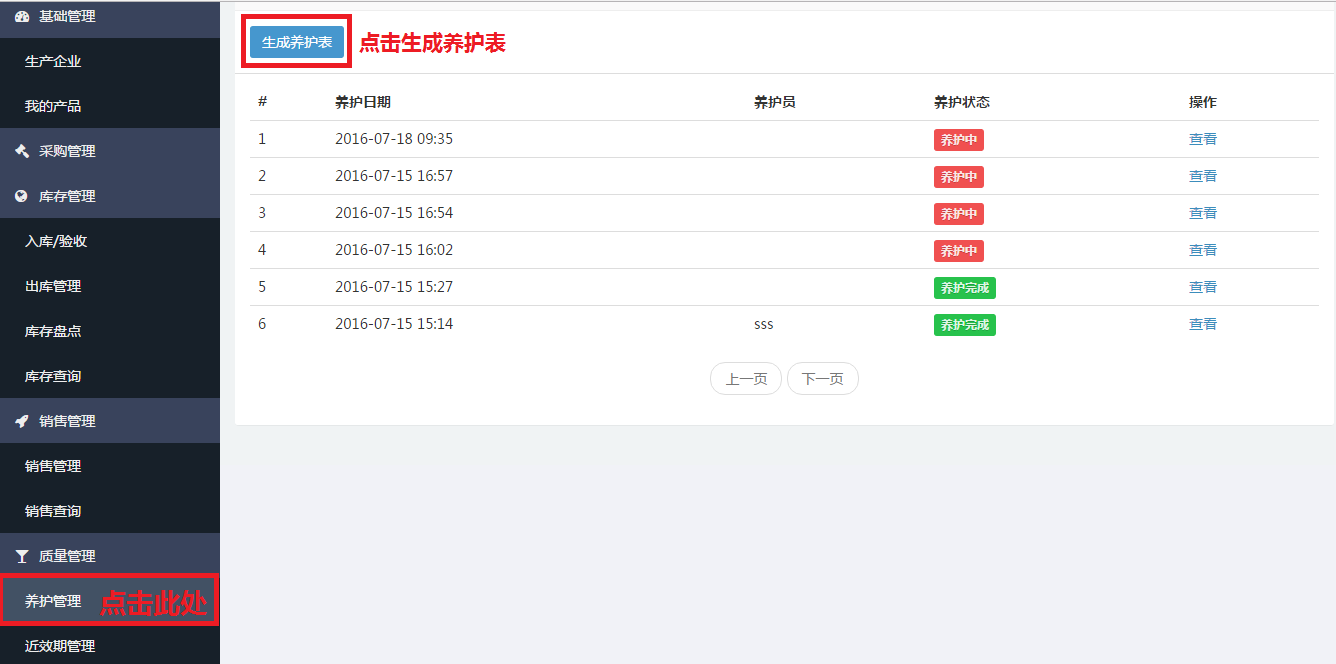 基础管理
生产企业
我的产品
采购管理
库存管理
入库/验收
出库管理
库存盘点
库存查询
销售管理
销售管理
销售查询
质量管理
养护管理 点击此处
近效期管理
生成养护表 点击生成养护表
# 养护日期 养护员 养护状态 操作
1 2016-07-18 09:35 养护中 查看
2 2016-07-15 16:57 养护中 查看
3 2016-07-15 16:54 养护中 查看
4 2016-07-15 16:02 养护中 查看
5 2016-07-15 15:27 养护完成 查看
6 2016-07-15 15:14 sss 养护完成 查看
上一页 下一页